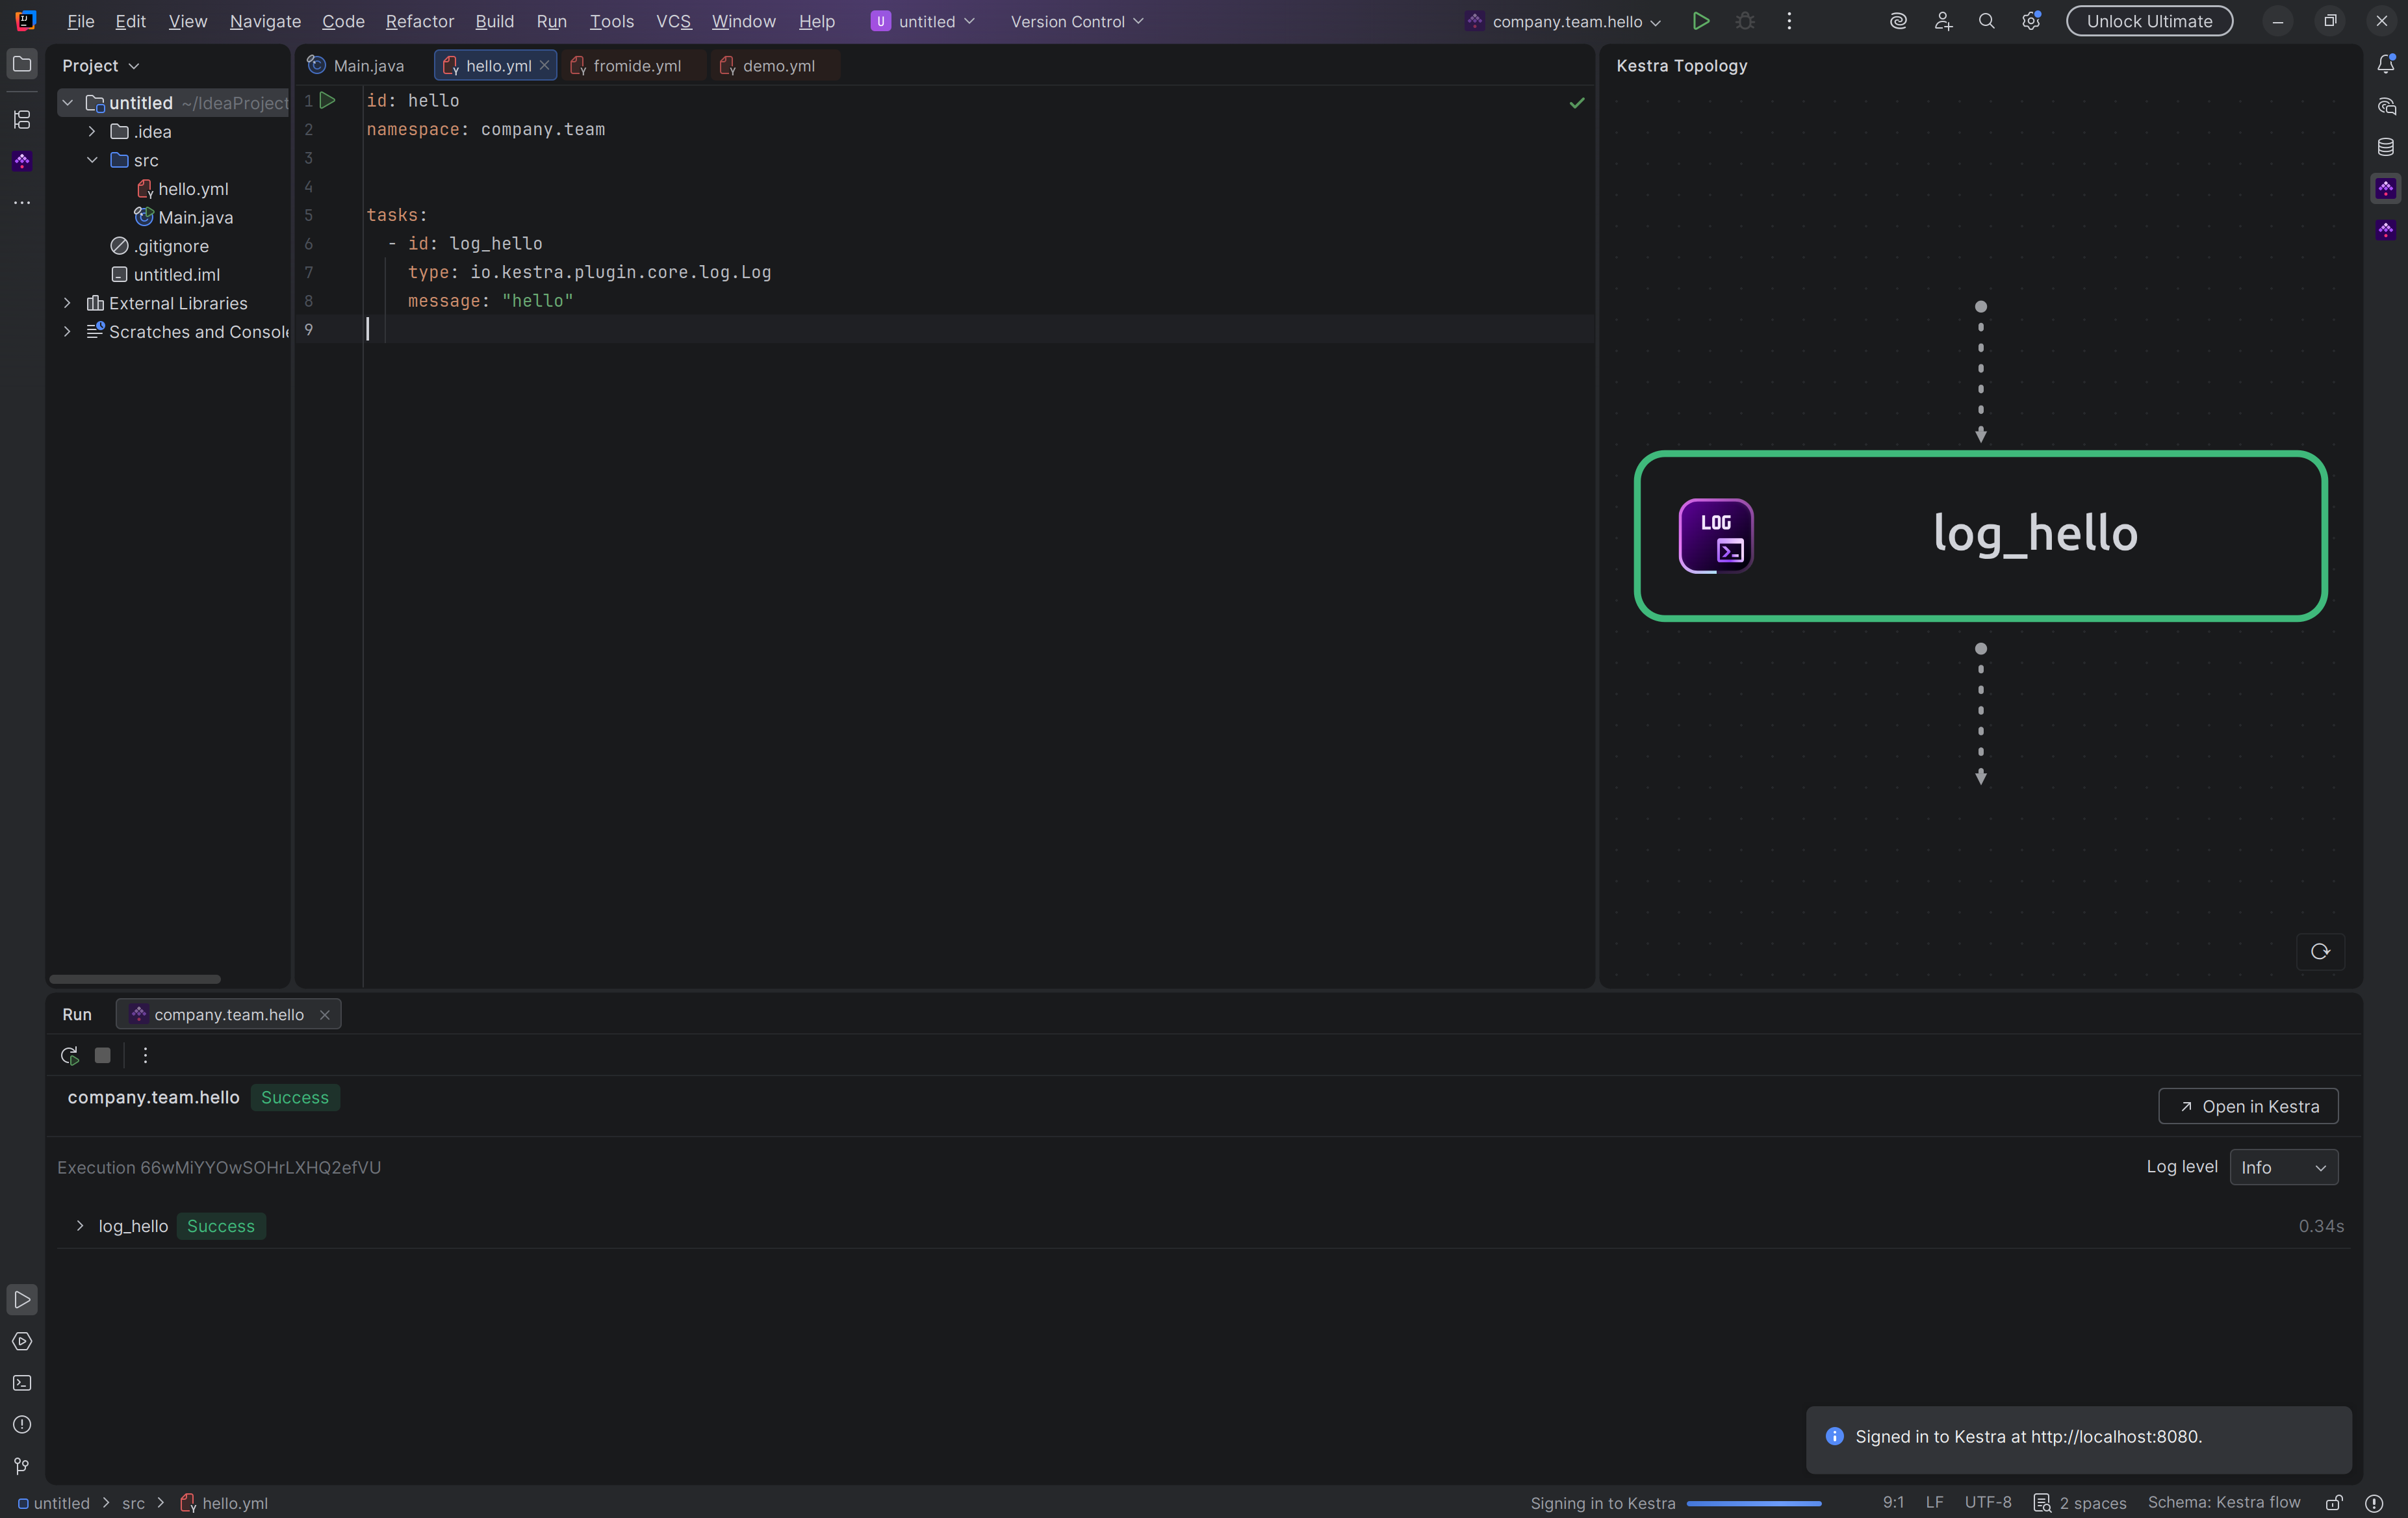 File Edit View Navigate Code Refactor Build Run Tools VCS Window Help U untitled Version Control company.team.hello Unlock Ultimate
Project
untitled ~/IdeaProject
.idea
src
hello.yml
Main.java
.gitignore
untitled.iml
External Libraries
Scratches and Console
Main.java hello.yml fromide.yml demo.yml
1 id: hello
2 namespace: company.team
3
4
5 tasks:
6 - id: log_hello
7 type: io.kestra.plugin.core.log.Log
8 message: "hello"
9
Kestra Topology
LOG
log_hello
Run company.team.hello
company.team.hello Success
Open in Kestra
Execution 66wMiYYOwSOHrLXHQ2efVU
Log level Info
log_hello Success 0.34s
Signed in to Kestra at http://localhost:8080.
untitled > src > hello.yml
Signing in to Kestra 9:1 LF UTF-8 2 spaces Schema: Kestra flow